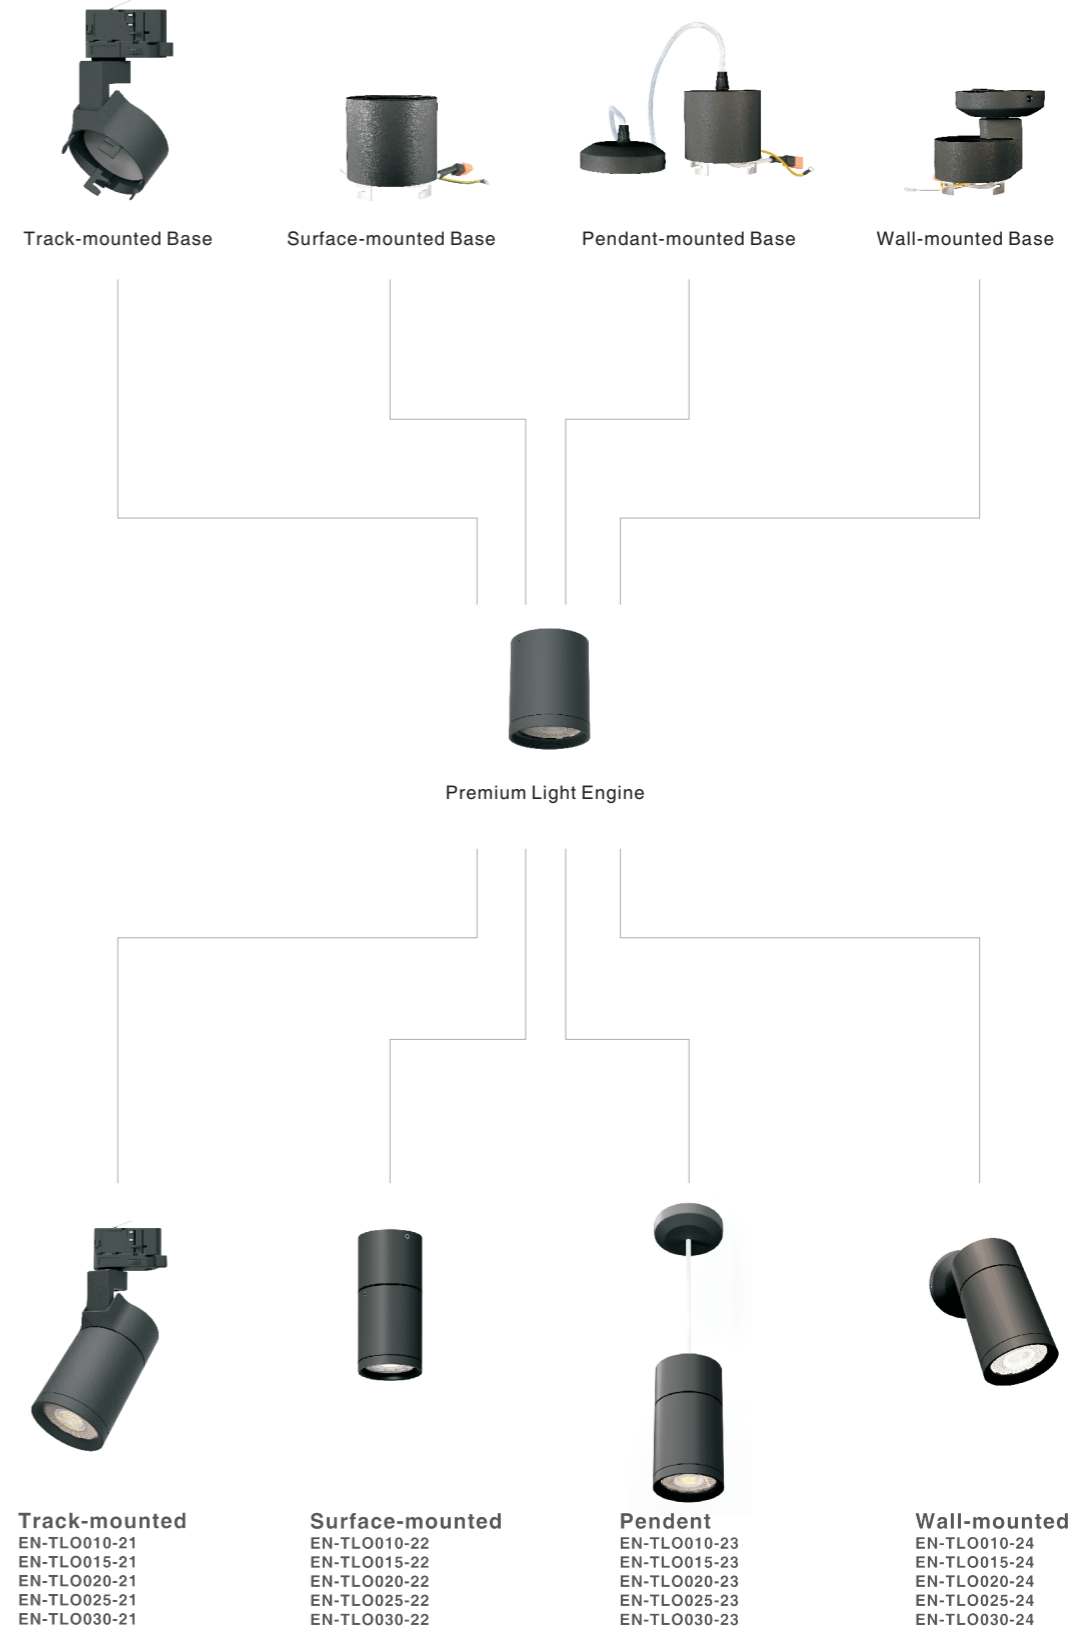 Track-mounted Base
Surface-mounted Base
Pendant-mounted Base
Wall-mounted Base
Premium Light Engine
Track-mounted
EN-TLO010-21
EN-TLO015-21
EN-TLO020-21
EN-TLO025-21
EN-TLO030-21
Surface-mounted
EN-TLO010-22
EN-TLO015-22
EN-TLO020-22
EN-TLO025-22
EN-TLO030-22
Pendent
EN-TLO010-23
EN-TLO015-23
EN-TLO020-23
EN-TLO025-23
EN-TLO030-23
Wall-mounted
EN-TLO010-24
EN-TLO015-24
EN-TLO020-24
EN-TLO025-24
EN-TLO030-24